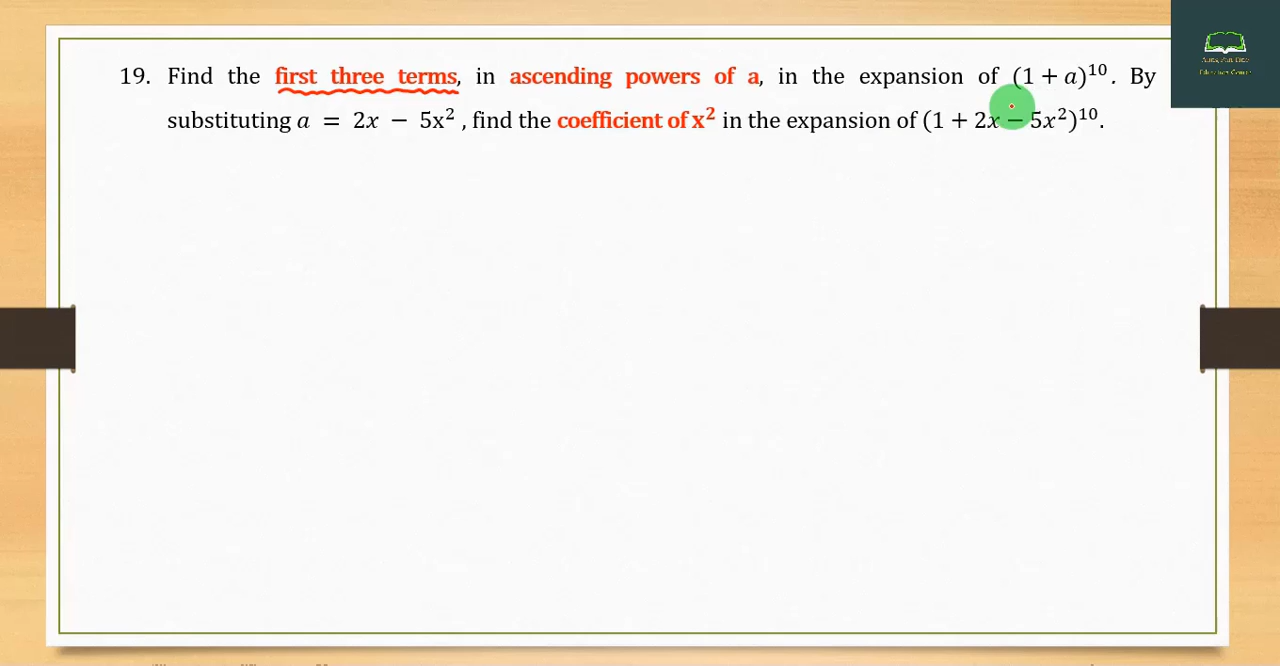 19. Find the first three terms, in ascending powers of a, in the expansion of (1 + a)¹⁰. By
substituting a = 2x − 5x², find the coefficient of x² in the expansion of (1 + 2x − 5x²)¹⁰.